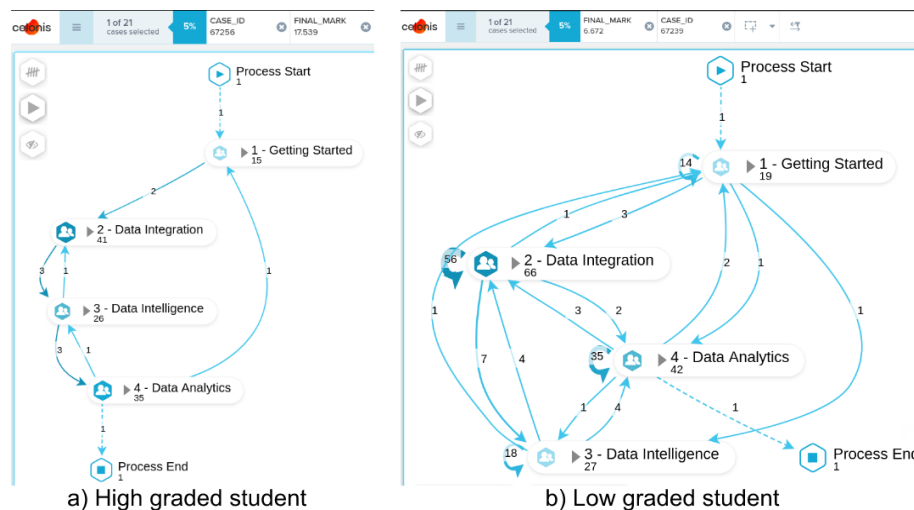 celonis
1 of 21
cases selected
5%
CASE_ID
67256
FINAL_MARK
17.539
Process Start
1
1
1 - Getting Started
15
2
2 - Data Integration
41
3
1
1
3 - Data Intelligence
26
3
1
4 - Data Analytics
35
1
Process End
1
a) High graded student
celonis
1 of 21
cases selected
5%
FINAL_MARK
6.672
CASE_ID
67239
Process Start
1
1
14
1 - Getting Started
19
1
3
56
2 - Data Integration
66
2
1
1
3
2
1
7
4
35
4 - Data Analytics
42
1
4
1
18
3 - Data Intelligence
27
Process End
1
b) Low graded student